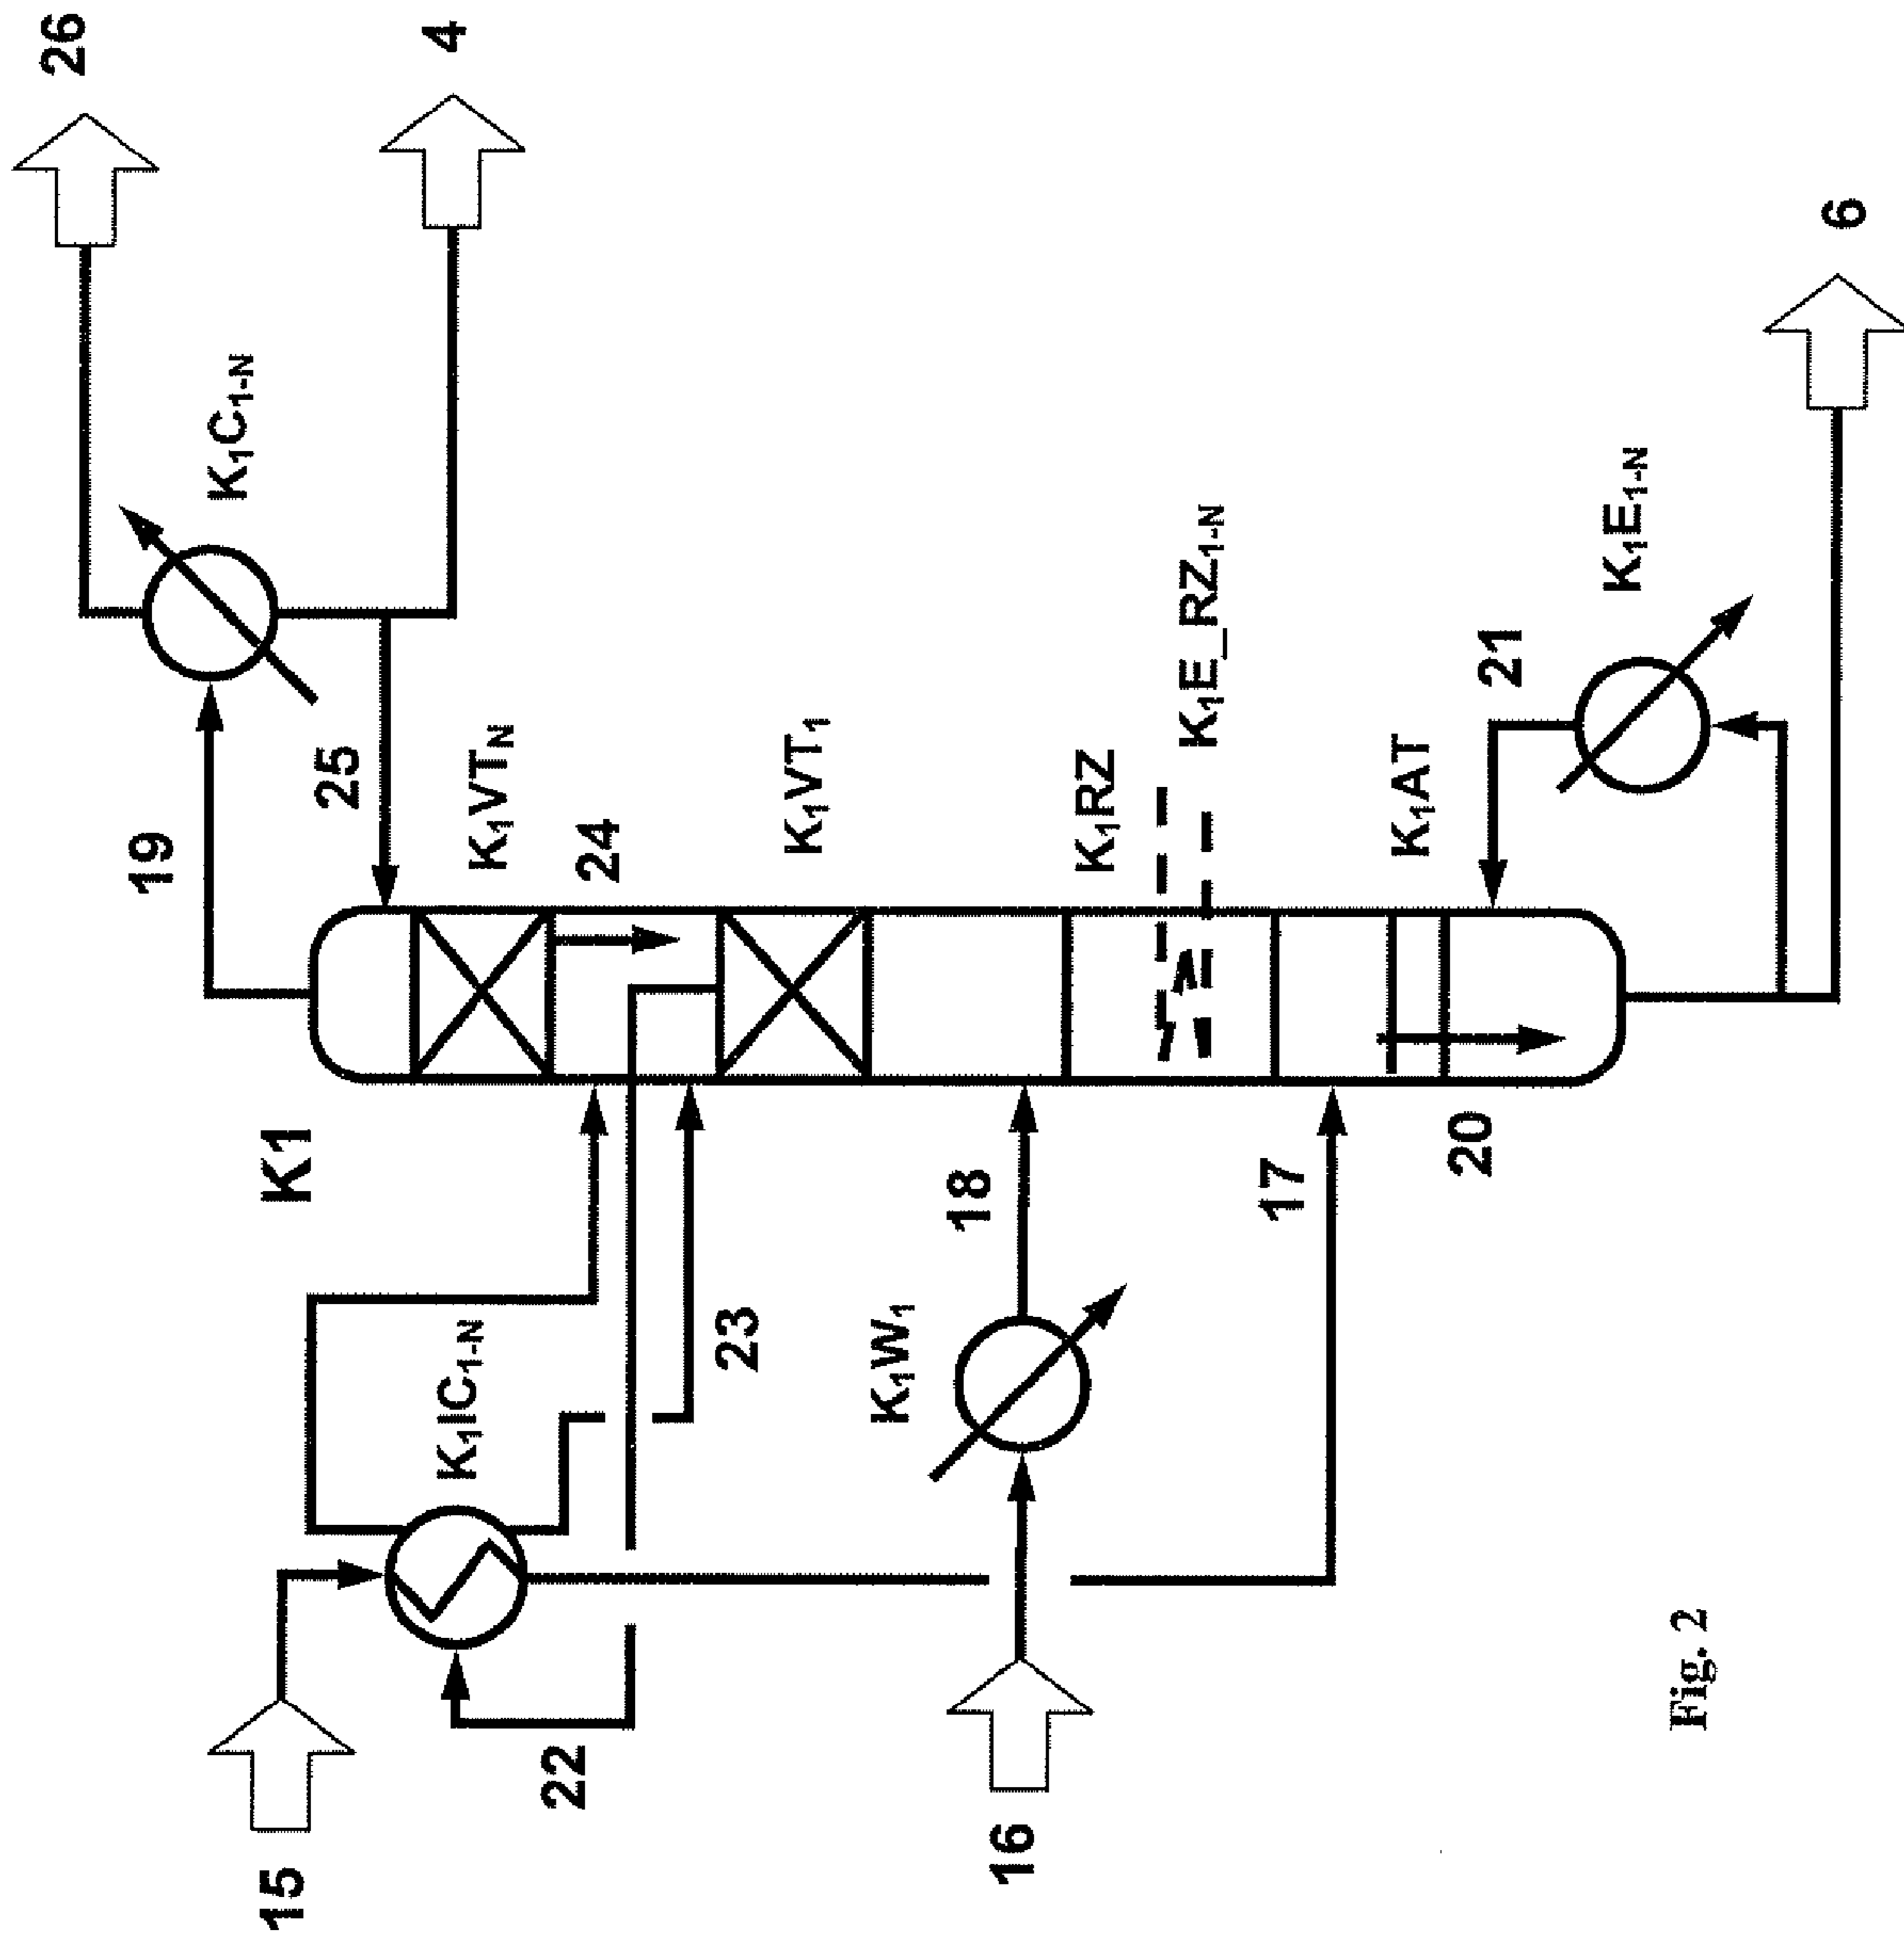 26
4
K₁C₁₋N
19
25
K₁VTN
24
K₁VT₁
K1
K₁IC₁₋N
23
15
22
K₁W₁
18
16
K₁RZ
K₁E_RZ₁₋N
17
K₁AT
20
21
K₁E₁₋N
6
Fig. 2